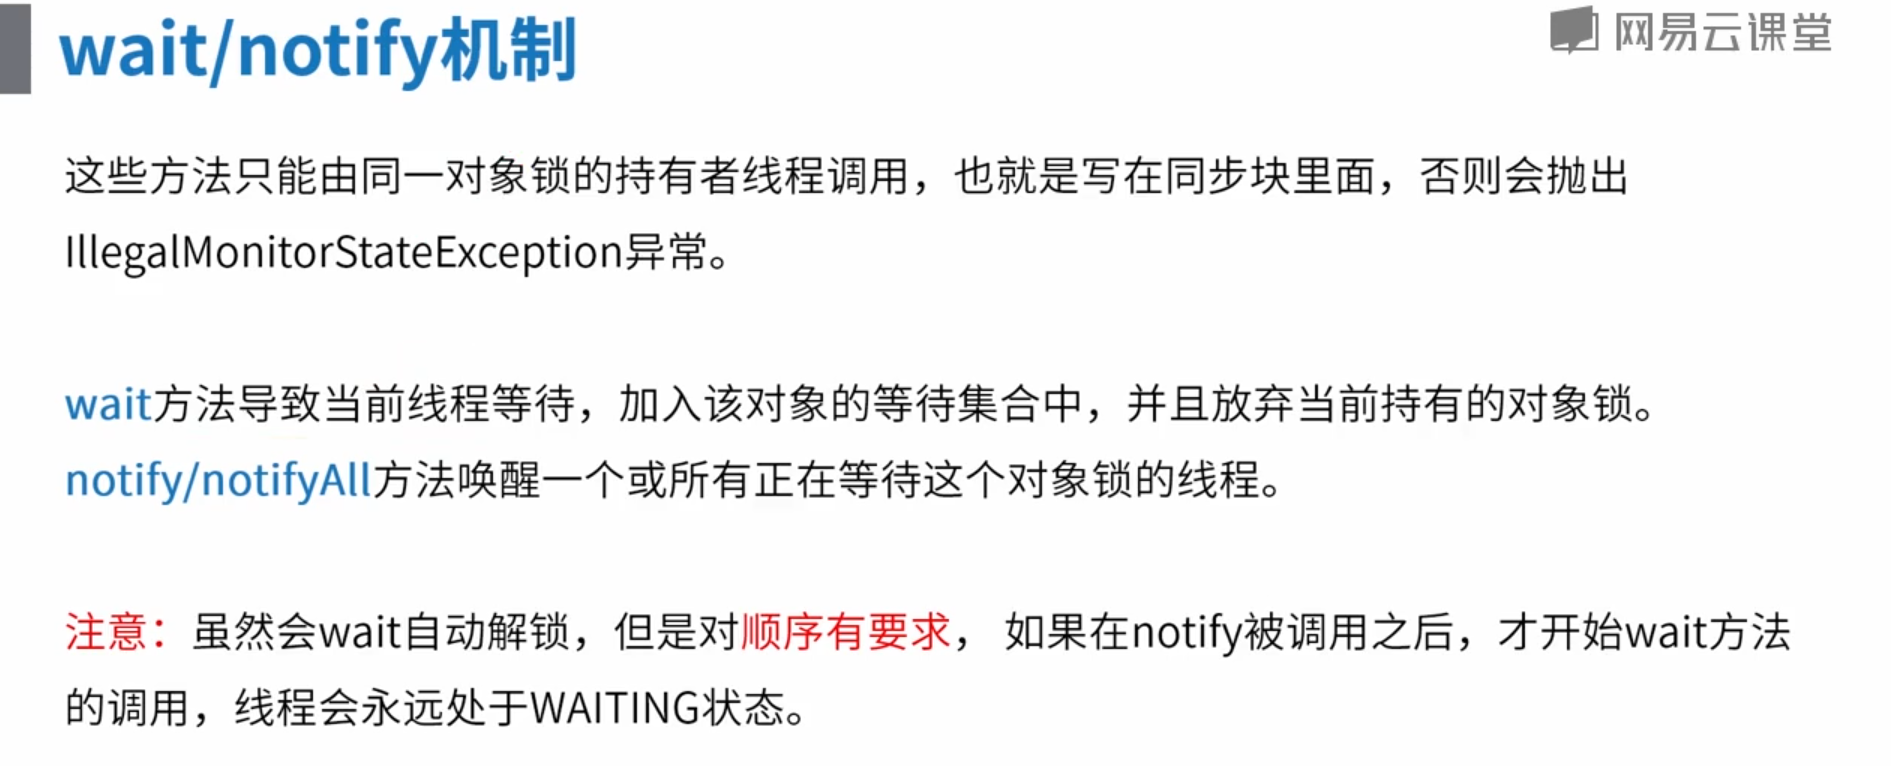 wait/notify机制
网易云课堂
这些方法只能由同一对象锁的持有者线程调用，也就是写在同步块里面，否则会抛出
IllegalMonitorStateException异常。
wait方法导致当前线程等待，加入该对象的等待集合中，并且放弃当前持有的对象锁。
notify/notifyAll方法唤醒一个或所有正在等待这个对象锁的线程。
注意：虽然会wait自动解锁，但是对顺序有要求， 如果在notify被调用之后，才开始wait方法
的调用，线程会永远处于WAITING状态。